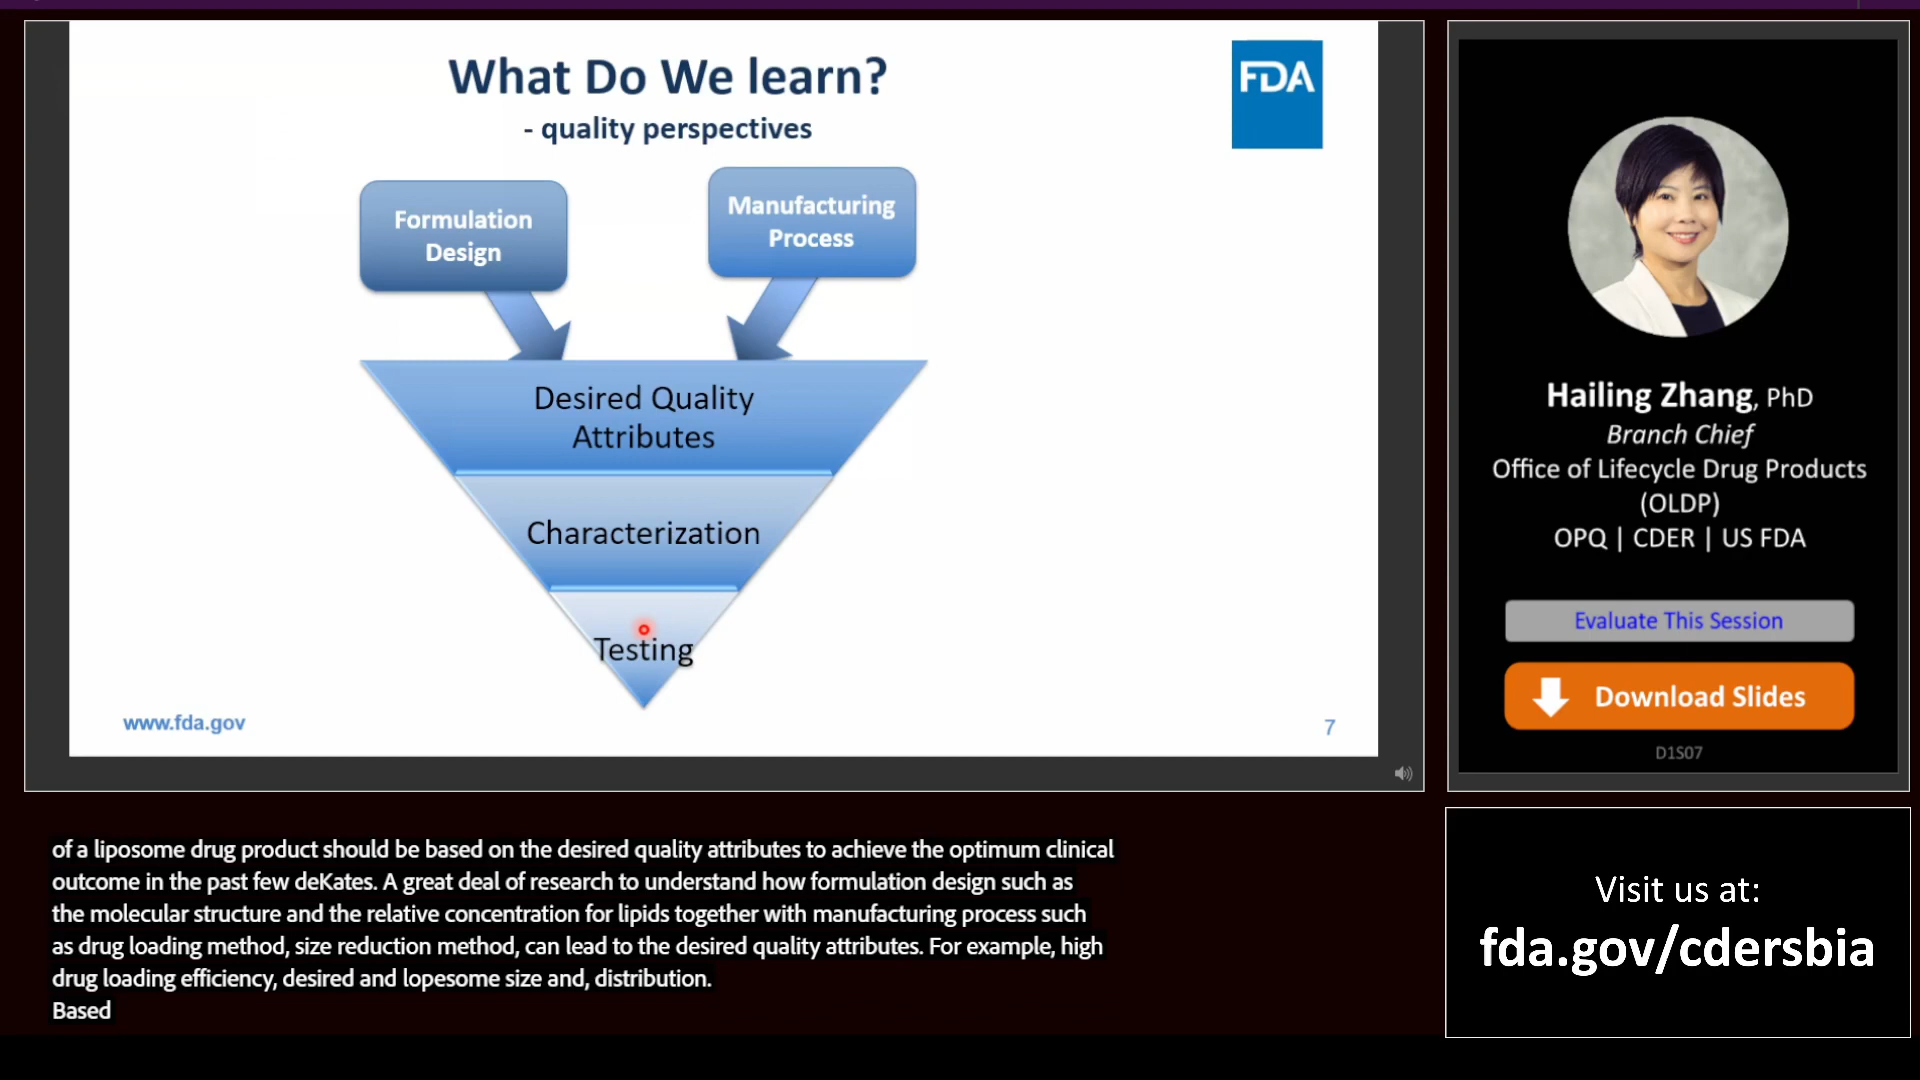 What Do We learn?
- quality perspectives
FDA
Formulation
Design
Manufacturing
Process
Desired Quality
Attributes
Characterization
Testing
www.fda.gov
7
Hailing Zhang, PhD
Branch Chief
Office of Lifecycle Drug Products
(OLDP)
OPQ | CDER | US FDA
Evaluate This Session
Download Slides
D1S07
of a liposome drug product should be based on the desired quality attributes to achieve the optimum clinical
outcome in the past few deKates. A great deal of research to understand how formulation design such as
the molecular structure and the relative concentration for lipids together with manufacturing process such
as drug loading method, size reduction method, can lead to the desired quality attributes. For example, high
drug loading efficiency, desired and lopesome size and, distribution.
Based
Visit us at:
fda.gov/cdersbia